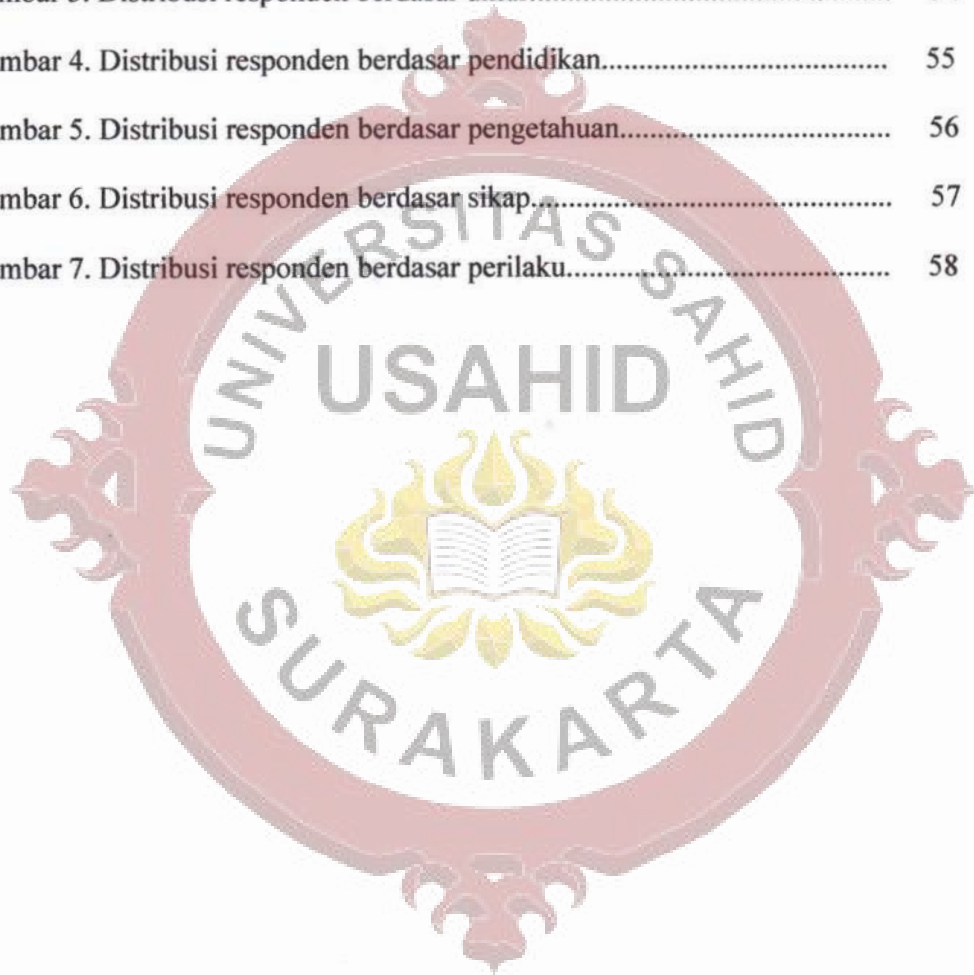 mbar 4. Distribusi responden berdasar pendidikan.................................... 55
mbar 5. Distribusi responden berdasar pengetahuan.................................. 56
mbar 6. Distribusi responden berdasar sikap............................................. 57
mbar 7. Distribusi responden berdasar perilaku........................................ 58
UNIVERSITAS SAHID
USAHID
SURAKARTA